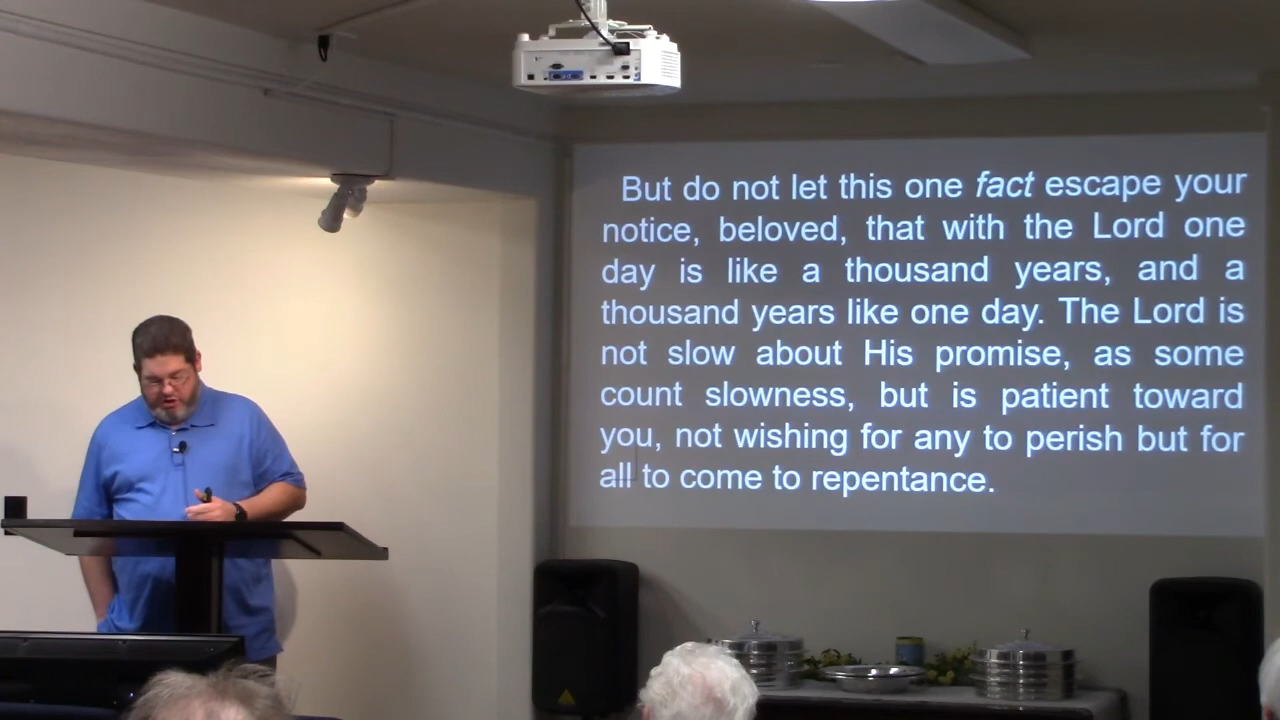 But do not let this one fact escape your
notice, beloved, that with the Lord one
day is like a thousand years, and a
thousand years like one day. The Lord is
not slow about His promise, as some
count slowness, but is patient toward
you, not wishing for any to perish but for
all to come to repentance.